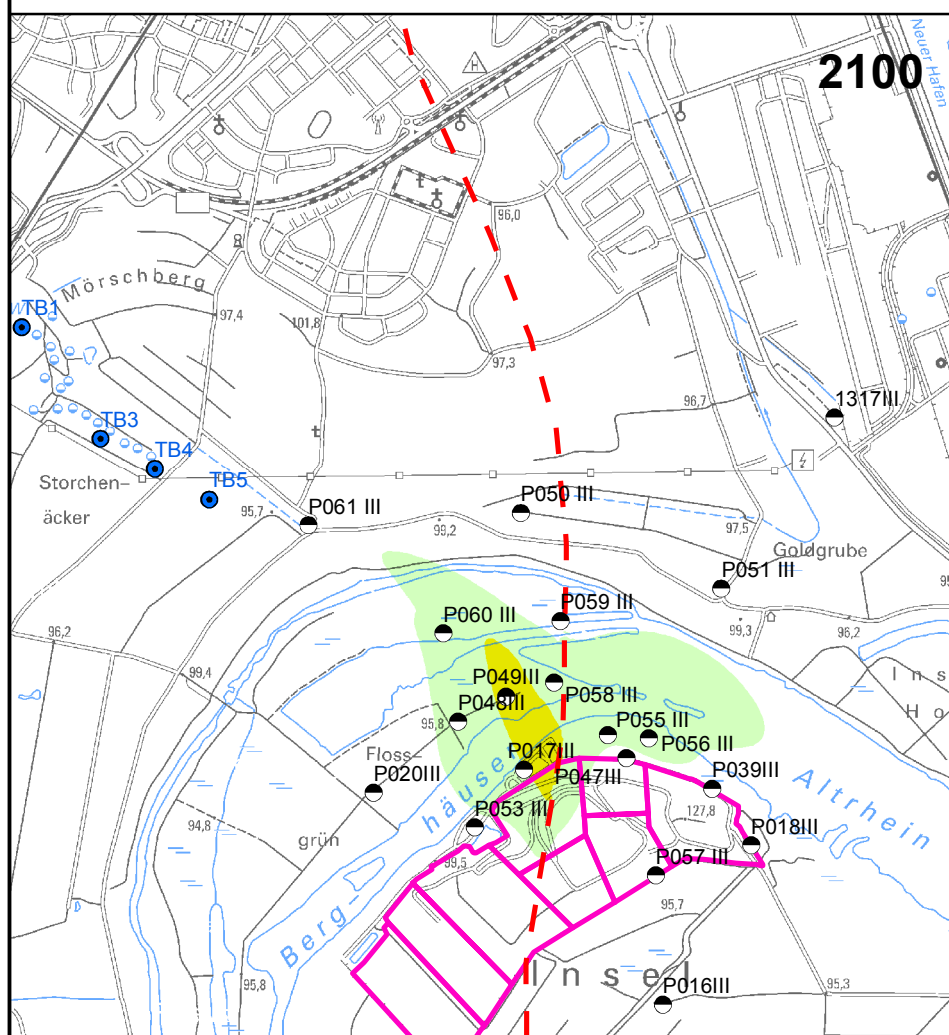 2100
Neuer Hafen
H
96,0
Mörschberg
TB1
97,4
101,8
97,3
96,7
1317III
TB3
TB4
TB5
Storchen-
äcker
95,7
P061 III
99,2
P050 III
97,5
Goldgrube
P051 III
P059 III
P060 III
99,3
96,2
96,2
99,4
I n s
H o
P049III
P058 III
P048III
95,8
P055 III
P056 III
Floss-
P017III
P047III
P020III
P039III
Altrhein
häuser
94,8
grün
P053 III
127,8
P018III
99,5
P057 III
Berg-
95,7
Insel
95,8
P016III
95,3